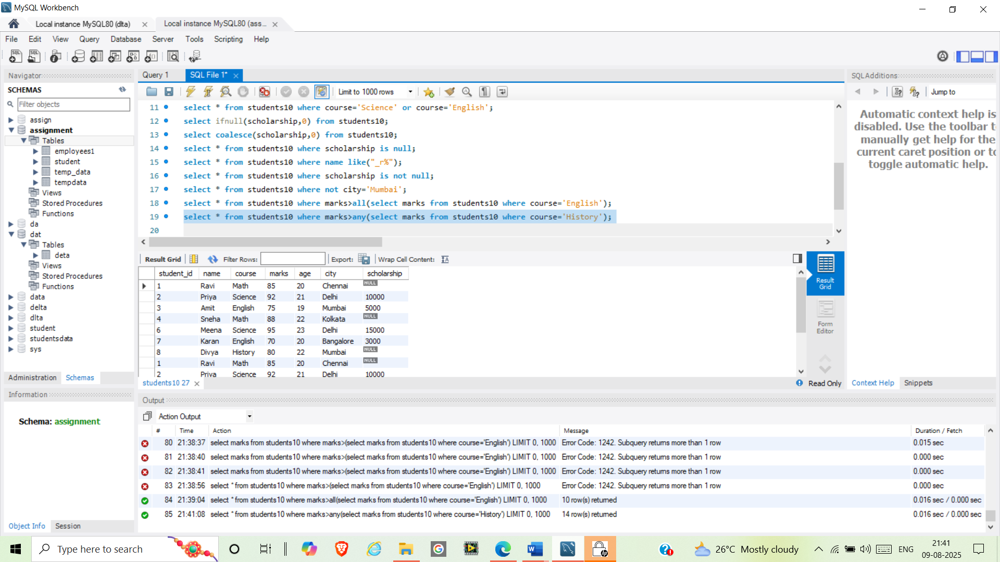 MySQL Workbench
Local instance MySQL80 (dlta)
Local instance MySQL80 (ass...
File Edit View Query Database Server Tools Scripting Help
Navigator
SCHEMAS
Filter objects
assign
assignment
Tables
employees1
student
temp_data
tempdata
Views
Stored Procedures
Functions
da
dat
Tables
deta
Views
Stored Procedures
Functions
data
delta
dlta
student
studentsdata
sys
Administration Schemas
Information
Schema: assignment
Object Info Session
Query 1 SQL File 1*
Limit to 1000 rows
11 select * from students10 where course='Science' or course='English';
12 select ifnull(scholarship,0) from students10;
13 select coalesce(scholarship,0) from students10;
14 select * from students10 where scholarship is null;
15 select * from students10 where name like("_r%");
16 select * from students10 where scholarship is not null;
17 select * from students10 where not city='Mumbai';
18 select * from students10 where marks>all(select marks from students10 where course='English');
19 select * from students10 where marks>any(select marks from students10 where course='History');
20
Result Grid Filter Rows: Export: Wrap Cell Content:
student_id name course marks age city scholarship
1 Ravi Math 85 20 Chennai NULL
2 Priya Science 92 21 Delhi 10000
3 Amit English 75 19 Mumbai 5000
4 Sneha Math 88 22 Kolkata NULL
6 Meena Science 95 23 Delhi 15000
7 Karan English 70 20 Bangalore 3000
8 Divya History 80 22 Mumbai NULL
1 Ravi Math 85 20 Chennai NULL
2 Priya Science 92 21 Delhi 10000
Result Grid
Form Editor
students10 27
Read Only
SQLAdditions
Jump to
Automatic context help is
disabled. Use the toolbar t
manually get help for the
current caret position or to
toggle automatic help.
Context Help Snippets
Output
Action Output
# Time Action Message Duration / Fetch
80 21:38:37 select marks from students10 where marks>(select marks from students10 where course='English') LIMIT 0, 1000 Error Code: 1242. Subquery returns more than 1 row 0.015 sec
81 21:38:40 select marks from students10 where marks>(select marks from students10 where course='English') LIMIT 0, 1000 Error Code: 1242. Subquery returns more than 1 row 0.000 sec
82 21:38:41 select marks from students10 where marks>(select marks from students10 where course='English') LIMIT 0, 1000 Error Code: 1242. Subquery returns more than 1 row 0.000 sec
83 21:38:56 select * from students10 where marks>(select marks from students10 where course='English') LIMIT 0, 1000 Error Code: 1242. Subquery returns more than 1 row 0.000 sec
84 21:39:04 select * from students10 where marks>all(select marks from students10 where course='English') LIMIT 0, 1000 10 row(s) returned 0.016 sec / 0.000 sec
85 21:41:08 select * from students10 where marks>any(select marks from students10 where course='History') LIMIT 0, 1000 14 row(s) returned 0.016 sec / 0.000 sec
Type here to search
26°C Mostly cloudy
ENG
21:41
09-08-2025